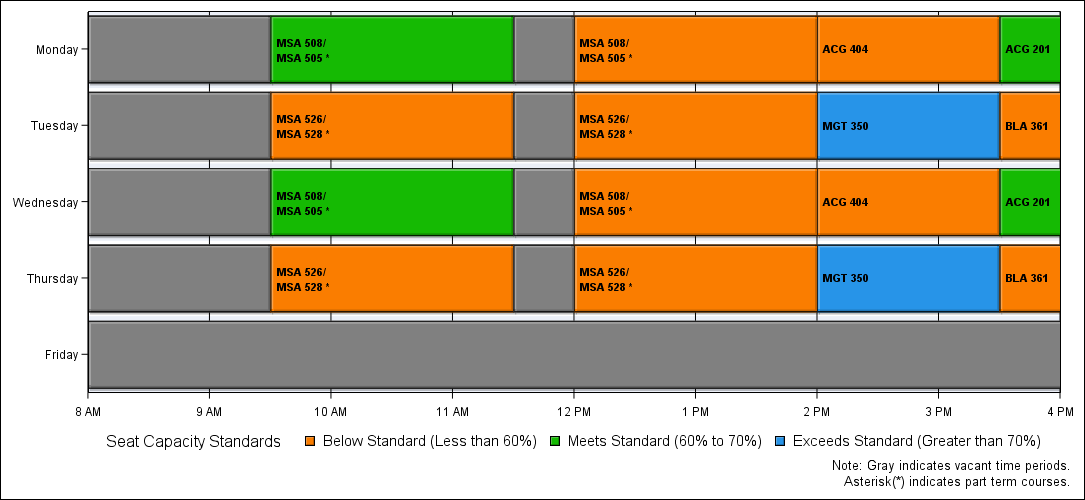 Monday
MSA 508/
MSA 505 *
MSA 508/
MSA 505 *
ACG 404
ACG 201
Tuesday
MSA 526/
MSA 528 *
MSA 526/
MSA 528 *
MGT 350
BLA 361
Wednesday
MSA 508/
MSA 505 *
MSA 508/
MSA 505 *
ACG 404
ACG 201
Thursday
MSA 526/
MSA 528 *
MSA 526/
MSA 528 *
MGT 350
BLA 361
Friday
8 AM 9 AM 10 AM 11 AM 12 PM 1 PM 2 PM 3 PM 4 PM
Seat Capacity Standards Below Standard (Less than 60%) Meets Standard (60% to 70%) Exceeds Standard (Greater than 70%)
Note: Gray indicates vacant time periods.
Asterisk(*) indicates part term courses.